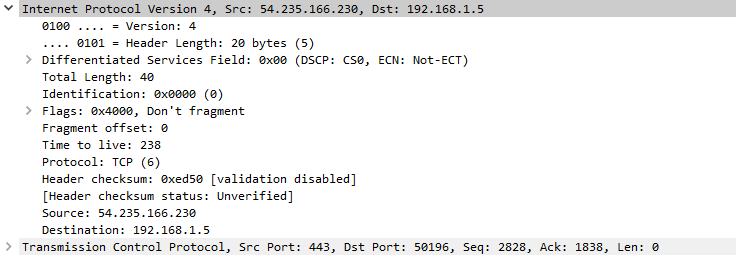 Internet Protocol Version 4, Src: 54.235.166.230, Dst: 192.168.1.5
0100 .... = Version: 4
.... 0101 = Header Length: 20 bytes (5)
Differentiated Services Field: 0x00 (DSCP: CS0, ECN: Not-ECT)
Total Length: 40
Identification: 0x0000 (0)
Flags: 0x4000, Don't fragment
Fragment offset: 0
Time to live: 238
Protocol: TCP (6)
Header checksum: 0xed50 [validation disabled]
[Header checksum status: Unverified]
Source: 54.235.166.230
Destination: 192.168.1.5
Transmission Control Protocol, Src Port: 443, Dst Port: 50196, Seq: 2828, Ack: 1838, Len: 0